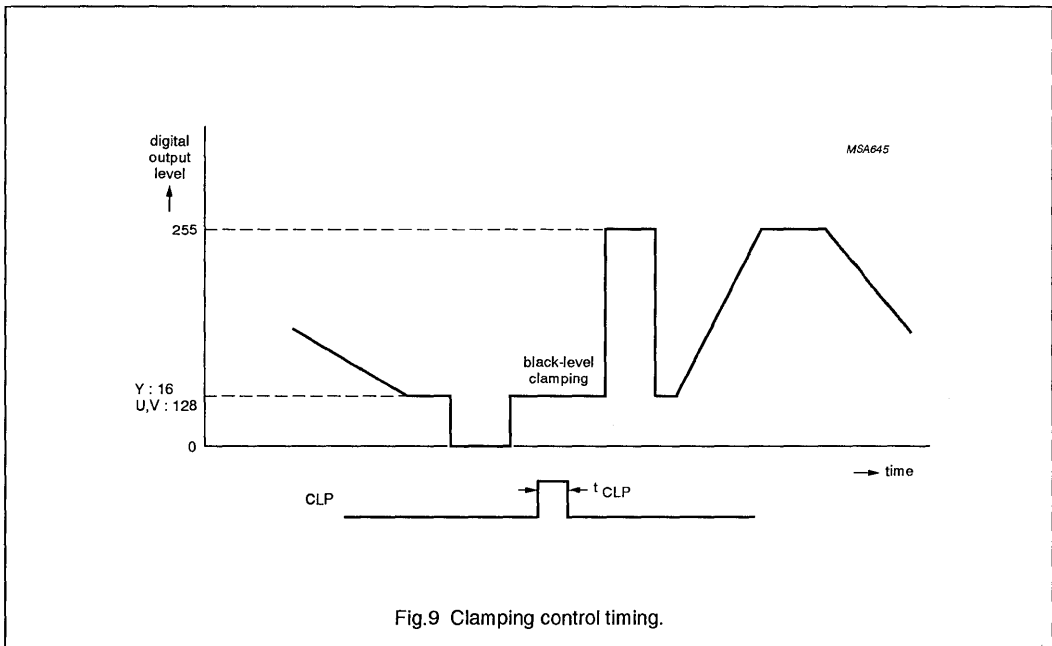 digital
output
level
MSA645
255
black-level
clamping
Y : 16
U,V : 128
0
time
CLP
t CLP
Fig.9 Clamping control timing.